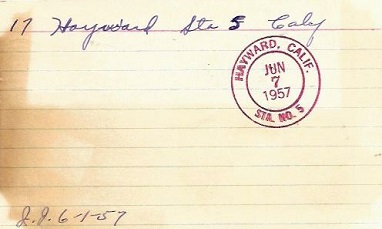 17 Hayward Sta 5 Calif
HAYWARD, CALIF.
JUN
7
1957
STA. NO. 5
6-1-57